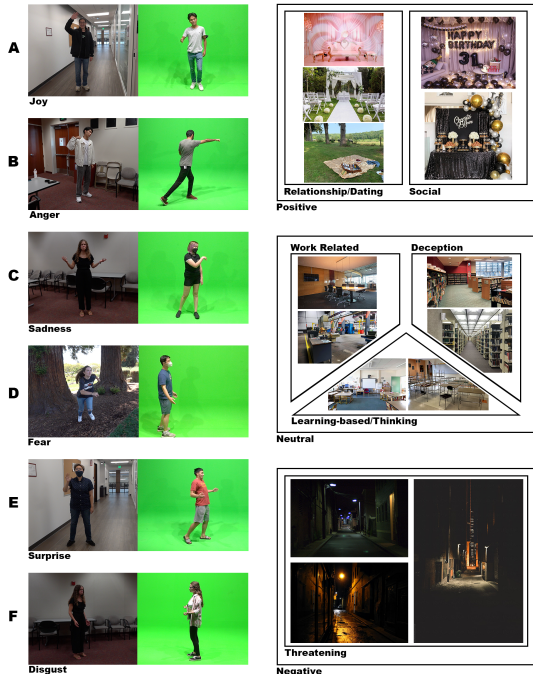 A
Joy
B
Anger
C
Sadness
D
Fear
E
Surprise
F
Disgust
HAPPY
BIRTHDAY
Relationship/Dating
Social
Positive
Work Related
Deception
Learning-based/Thinking
Neutral
Threatening
Negative